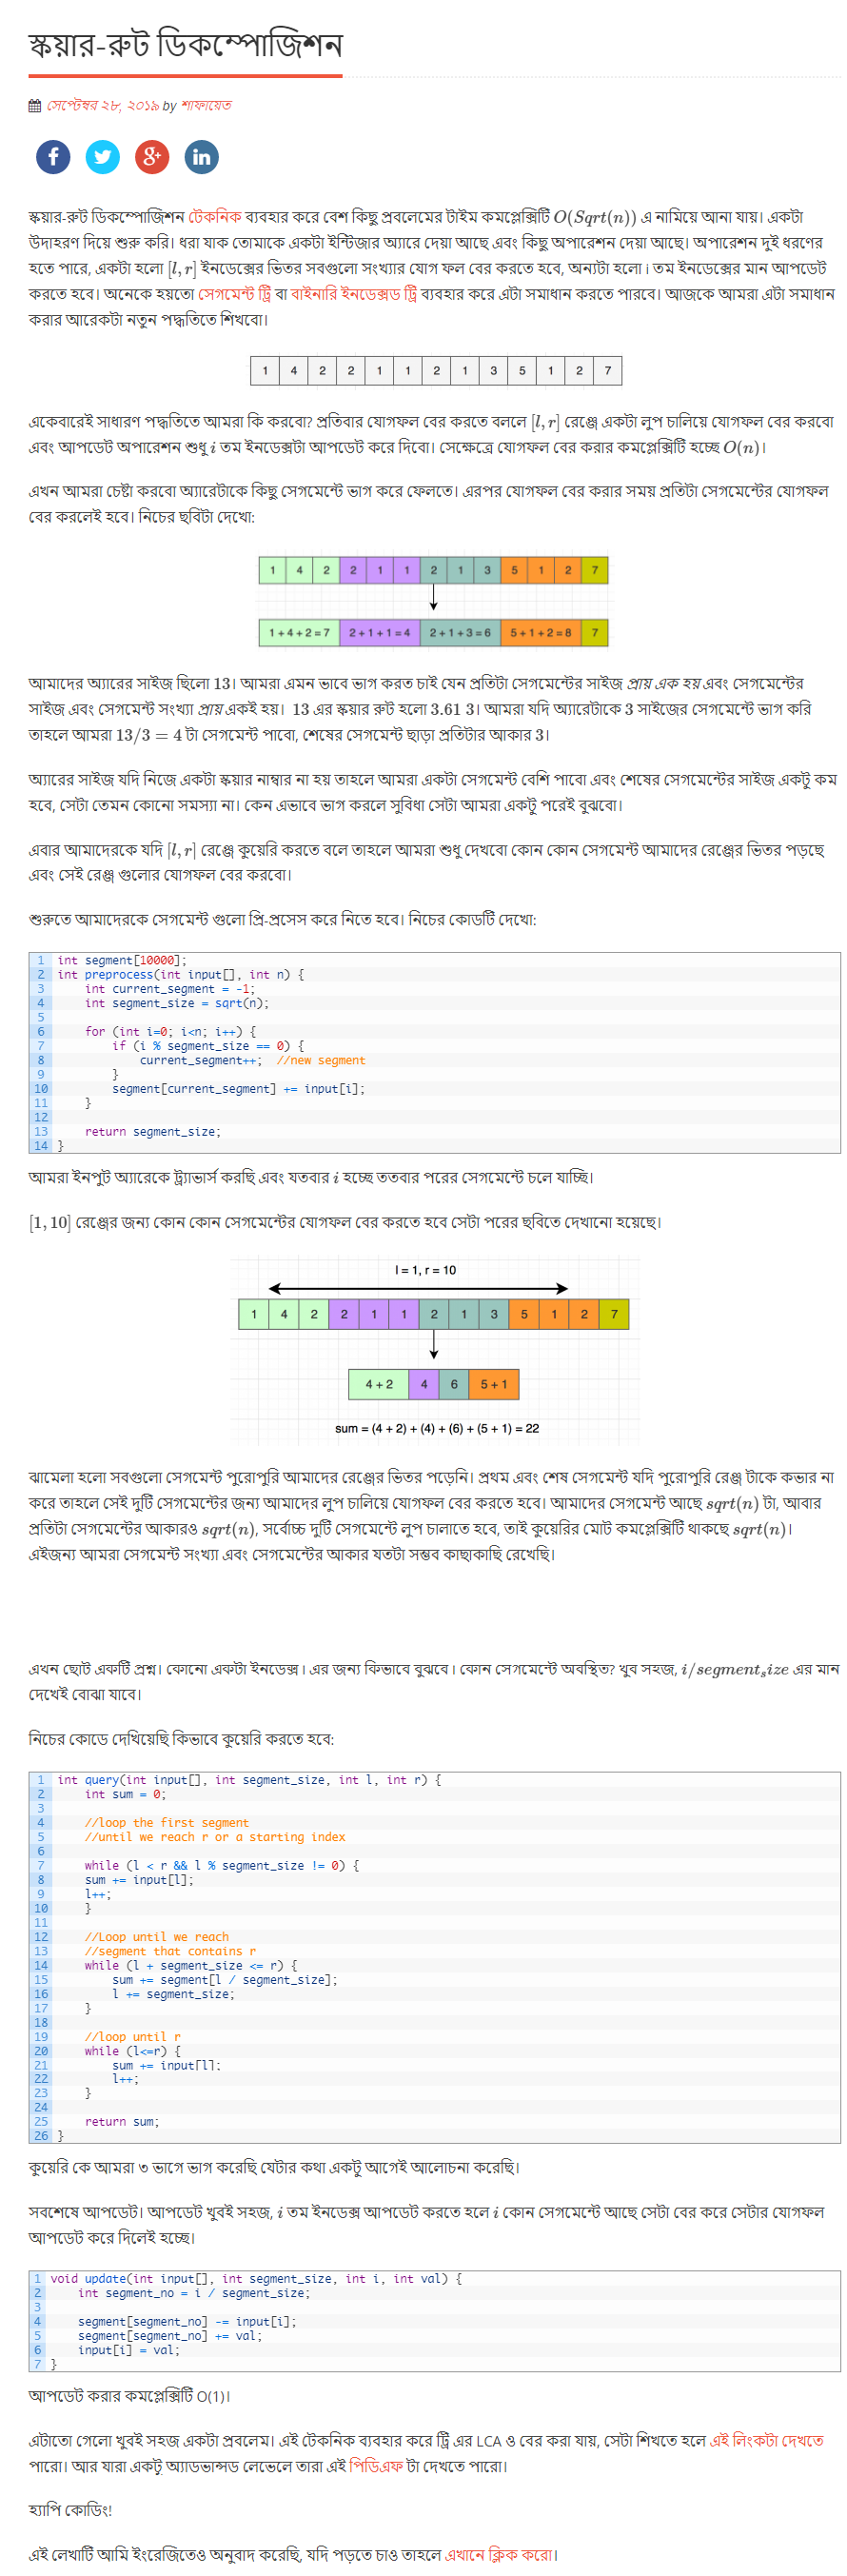 স্কয়ার-রুট ডিকম্পোজিশন
সেপ্টেম্বর ২৮, ২০১৯ by শাফায়েত
স্কয়ার-রুট ডিকম্পোজিশন টেকনিক ব্যবহার করে বেশ কিছু প্রবলেমের টাইম কমপ্লেক্সিটি O(Sqrt(n)) এ নামিয়ে আনা যায়। একটা
উদাহরণ দিয়ে শুরু করি। ধরা যাক তোমাকে একটা ইন্টিজার অ্যারে দেয়া আছে এবং কিছু অপারেশন দেয়া আছে। অপারেশন দুই ধরণের
হতে পারে, একটা হলো [l, r] ইনডেক্সের ভিতর সবগুলো সংখ্যার যোগ ফল বের করতে হবে, অন্যটা হলো i তম ইনডেক্সের মান আপডেট
করতে হবে। অনেকে হয়তো সেগমেন্ট ট্রি বা বাইনারি ইনডেক্সড ট্রি ব্যবহার করে এটা সমাধান করতে পারবে। আজকে আমরা এটা সমাধান
করার আরেকটা নতুন পদ্ধতিতে শিখবো।
1 4 2 2 1 1 2 1 3 5 1 2 7
একেবারেই সাধারণ পদ্ধতিতে আমরা কি করবো? প্রতিবার যোগফল বের করতে বললে [l, r] রেঞ্জে একটা লুপ চালিয়ে যোগফল বের করবো
এবং আপডেট অপারেশন শুধু i তম ইনডেক্সটা আপডেট করে দিবো। সেক্ষেত্রে যোগফল বের করার কমপ্লেক্সিটি হচ্ছে O(n)।
এখন আমরা চেষ্টা করবো অ্যারেটাকে কিছু সেগমেন্টে ভাগ করে ফেলতে। এরপর যোগফল বের করার সময় প্রতিটা সেগমেন্টের যোগফল
বের করলেই হবে। নিচের ছবিটা দেখো:
1 4 2 2 1 1 2 1 3 5 1 2 7
1 + 4 + 2 = 7 2 + 1 + 1 = 4 2 + 1 + 3 = 6 5 + 1 + 2 = 8 7
আমাদের অ্যারের সাইজ ছিলো 13। আমরা এমন ভাবে ভাগ করত চাই যেন প্রতিটা সেগমেন্টের সাইজ প্রায় এক হয় এবং সেগমেন্টের
সাইজ এবং সেগমেন্ট সংখ্যা প্রায় একই হয়। 13 এর স্কয়ার রুট হলো 3.61 3। আমরা যদি অ্যারেটাকে 3 সাইজের সেগমেন্টে ভাগ করি
তাহলে আমরা 13/3 = 4 টা সেগমেন্ট পাবো, শেষের সেগমেন্ট ছাড়া প্রতিটার আকার 3।
অ্যারের সাইজ যদি নিজে একটা স্কয়ার নাম্বার না হয় তাহলে আমরা একটা সেগমেন্ট বেশি পাবো এবং শেষের সেগমেন্টের সাইজ একটু কম
হবে, সেটা তেমন কোনো সমস্যা না। কেন এভাবে ভাগ করলে সুবিধা সেটা আমরা একটু পরেই বুঝবো।
এবার আমাদেরকে যদি [l, r] রেঞ্জে কুয়েরি করতে বলে তাহলে আমরা শুধু দেখবো কোন কোন সেগমেন্ট আমাদের রেঞ্জের ভিতর পড়ছে
এবং সেই রেঞ্জ গুলোর যোগফল বের করবো।
শুরুতে আমাদেরকে সেগমেন্ট গুলো প্রি-প্রসেস করে নিতে হবে। নিচের কোডটি দেখো:
1 int segment[10000];
2 int preprocess(int input[], int n) {
3 int current_segment = -1;
4 int segment_size = sqrt(n);
5
6 for (int i=0; i<n; i++) {
7 if (i % segment_size == 0) {
8 current_segment++; //new segment
9 }
10 segment[current_segment] += input[i];
11 }
12
13 return segment_size;
14 }
আমরা ইনপুট অ্যারেকে ট্র্যাভার্স করছি এবং যতবার i হচ্ছে ততবার পরের সেগমেন্টে চলে যাচ্ছি।
[1, 10] রেঞ্জের জন্য কোন কোন সেগমেন্টের যোগফল বের করতে হবে সেটা পরের ছবিতে দেখানো হয়েছে।
l = 1, r = 10
1 4 2 2 1 1 2 1 3 5 1 2 7
4 + 2 4 6 5 + 1
sum = (4 + 2) + (4) + (6) + (5 + 1) = 22
ঝামেলা হলো সবগুলো সেগমেন্ট পুরোপুরি আমাদের রেঞ্জের ভিতর পড়েনি। প্রথম এবং শেষ সেগমেন্ট যদি পুরোপুরি রেঞ্জ টাকে কভার না
করে তাহলে সেই দুটি সেগমেন্টের জন্য আমাদের লুপ চালিয়ে যোগফল বের করতে হবে। আমাদের সেগমেন্ট আছে sqrt(n) টা, আবার
প্রতিটা সেগমেন্টের আকারও sqrt(n), সর্বোচ্চ দুটি সেগমেন্টে লুপ চালাতে হবে, তাই কুয়েরির মোট কমপ্লেক্সিটি থাকছে sqrt(n)।
এইজন্য আমরা সেগমেন্ট সংখ্যা এবং সেগমেন্টের আকার যতটা সম্ভব কাছাকাছি রেখেছি।
এখন ছোট একটি প্রশ্ন। কোনো একটা ইনডেক্স i এর জন্য কিভাবে বুঝবে i কোন সেগমেন্টে অবস্থিত? খুব সহজ, i/segment_size এর মান
দেখেই বোঝা যাবে।
নিচের কোডে দেখিয়েছি কিভাবে কুয়েরি করতে হবে:
1 int query(int input[], int segment_size, int l, int r) {
2 int sum = 0;
3
4 //loop the first segment
5 //until we reach r or a starting index
6
7 while (l < r && l % segment_size != 0) {
8 sum += input[l];
9 l++;
10 }
11
12 //Loop until we reach
13 //segment that contains r
14 while (l + segment_size <= r) {
15 sum += segment[l / segment_size];
16 l += segment_size;
17 }
18
19 //loop until r
20 while (l<=r) {
21 sum += input[l];
22 l++;
23 }
24
25 return sum;
26 }
কুয়েরি কে আমরা ৩ ভাগে ভাগ করেছি যেটার কথা একটু আগেই আলোচনা করেছি।
সবশেষে আপডেট। আপডেট খুবই সহজ, i তম ইনডেক্স আপডেট করতে হলে i কোন সেগমেন্টে আছে সেটা বের করে সেটার যোগফল
আপডেট করে দিলেই হচ্ছে।
1 void update(int input[], int segment_size, int i, int val) {
2 int segment_no = i / segment_size;
3
4 segment[segment_no] -= input[i];
5 segment[segment_no] += val;
6 input[i] = val;
7 }
আপডেট করার কমপ্লেক্সিটি O(1)।
এটাতো গেলো খুবই সহজ একটা প্রবলেম। এই টেকনিক ব্যবহার করে ট্রি এর LCA ও বের করা যায়, সেটা শিখতে হলে এই লিংকটা দেখতে
পারো। আর যারা একটু অ্যাডভান্সড লেভেলে তারা এই পিডিএফ টা দেখতে পারো।
হ্যাপি কোডিং!
এই লেখাটি আমি ইংরেজিতেও অনুবাদ করেছি, যদি পড়তে চাও তাহলে এখানে ক্লিক করো।